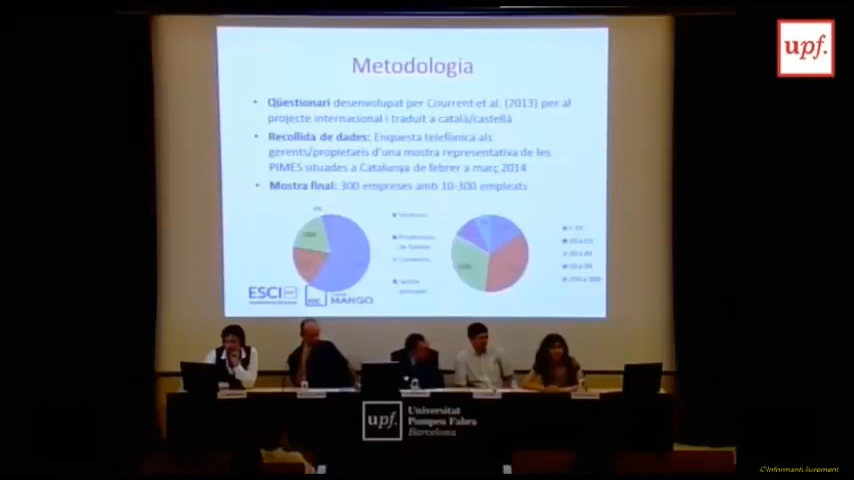 upf.
Metodologia
• Qüestionari desenvolupat per Courrent et al. (2013) per al
projecte internacional i traduït a català/castellà
• Recollida de dades: Enquesta telefònica als
gerents/propietaris d'una mostra representativa de les
PIMES situades a Catalunya de febrer a març 2014
• Mostra final: 300 empreses amb 10-300 empleats
ESCI
MANGO
upf.
Universitat
Pompeu Fabra
Barcelona